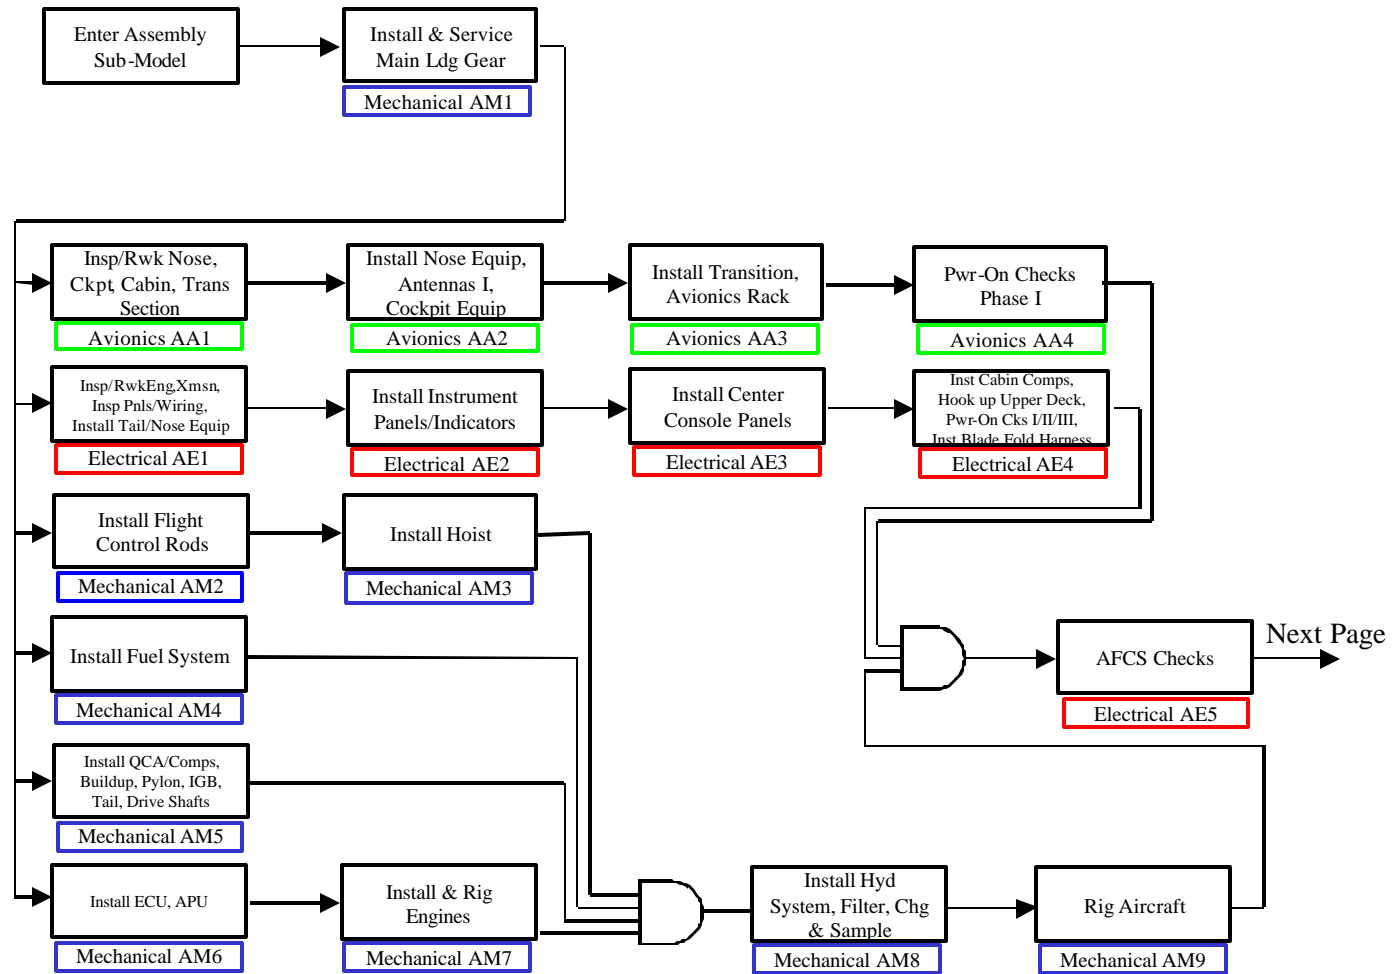 Enter Assembly
Sub-Model
Install & Service
Main Ldg Gear
Mechanical AM1
Insp/Rwk Nose,
Ckpt, Cabin, Trans
Section
Avionics AA1
Install Nose Equip,
Antennas I,
Cockpit Equip
Avionics AA2
Install Transition,
Avionics Rack
Avionics AA3
Pwr-On Checks
Phase I
Avionics AA4
Insp/RwkEng,Xmsn,
Insp Pnls/Wiring,
Install Tail/Nose Equip
Electrical AE1
Install Instrument
Panels/Indicators
Electrical AE2
Install Center
Console Panels
Electrical AE3
Inst Cabin Comps,
Hook up Upper Deck,
Pwr-On Cks I/II/III,
Inst Blade Fold Harness
Electrical AE4
Install Flight
Control Rods
Mechanical AM2
Install Hoist
Mechanical AM3
Install Fuel System
Mechanical AM4
AFCS Checks
Electrical AE5
Next Page
Install QCA/Comps,
Buildup, Pylon, IGB,
Tail, Drive Shafts
Mechanical AM5
Install ECU, APU
Mechanical AM6
Install & Rig
Engines
Mechanical AM7
Install Hyd
System, Filter, Chg
& Sample
Mechanical AM8
Rig Aircraft
Mechanical AM9